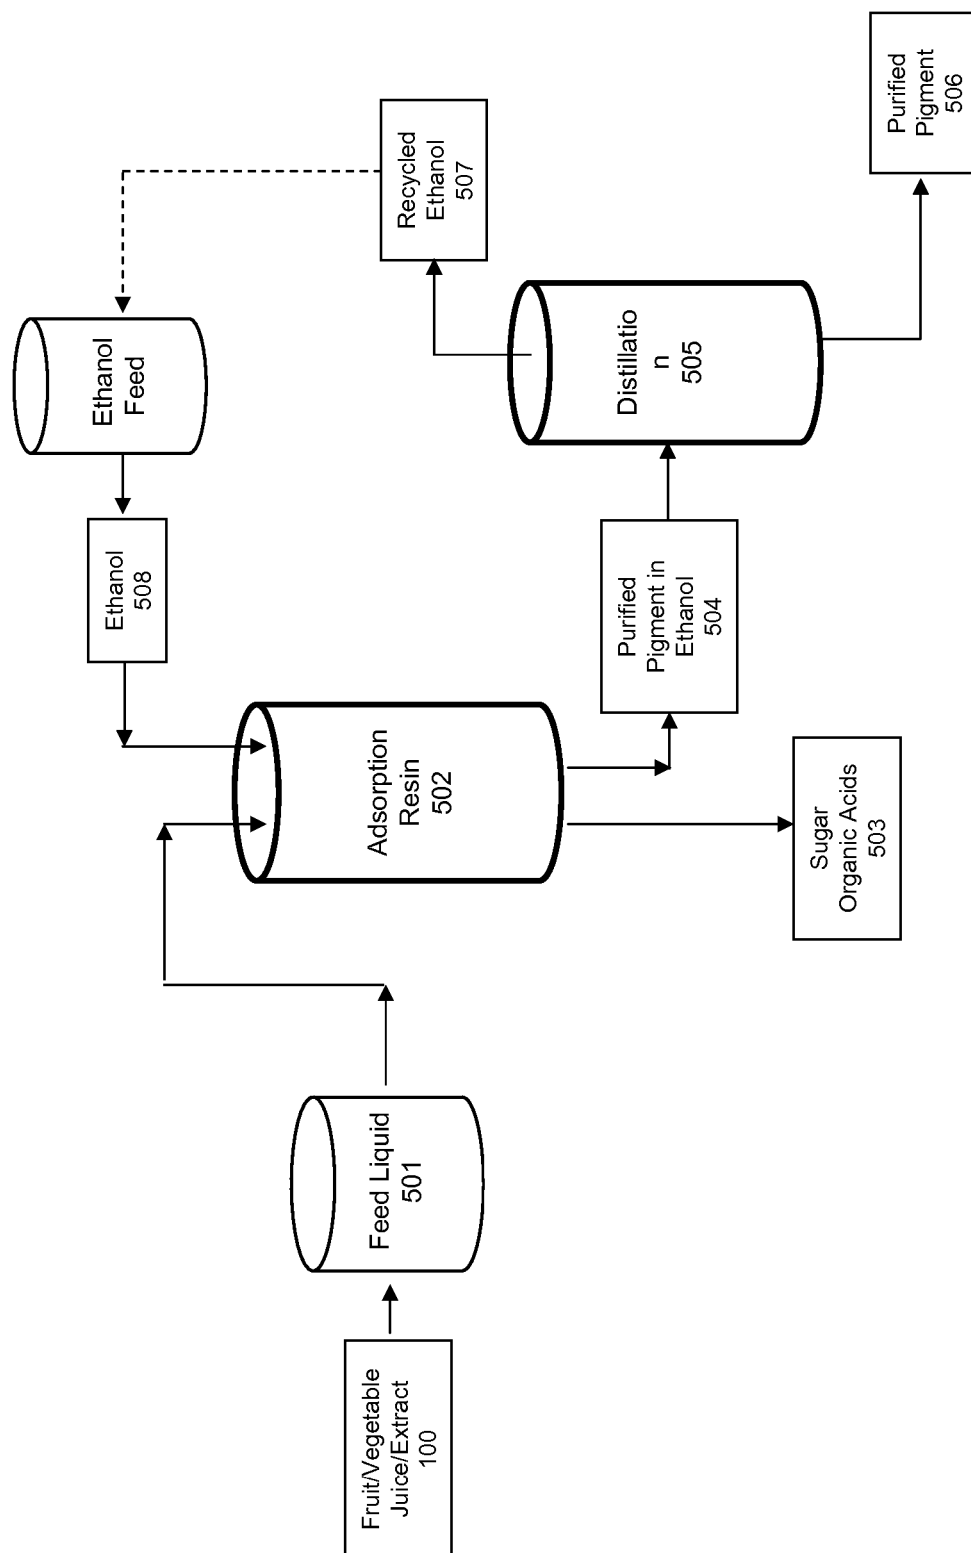 Fruit/Vegetable
Juice/Extract
100
Feed Liquid
501
Adsorption
Resin
502
Sugar
Organic Acids
503
Purified
Pigment in
Ethanol
504
Distillatio
n
505
Purified
Pigment
506
Recycled
Ethanol
507
Ethanol
Feed
Ethanol
508